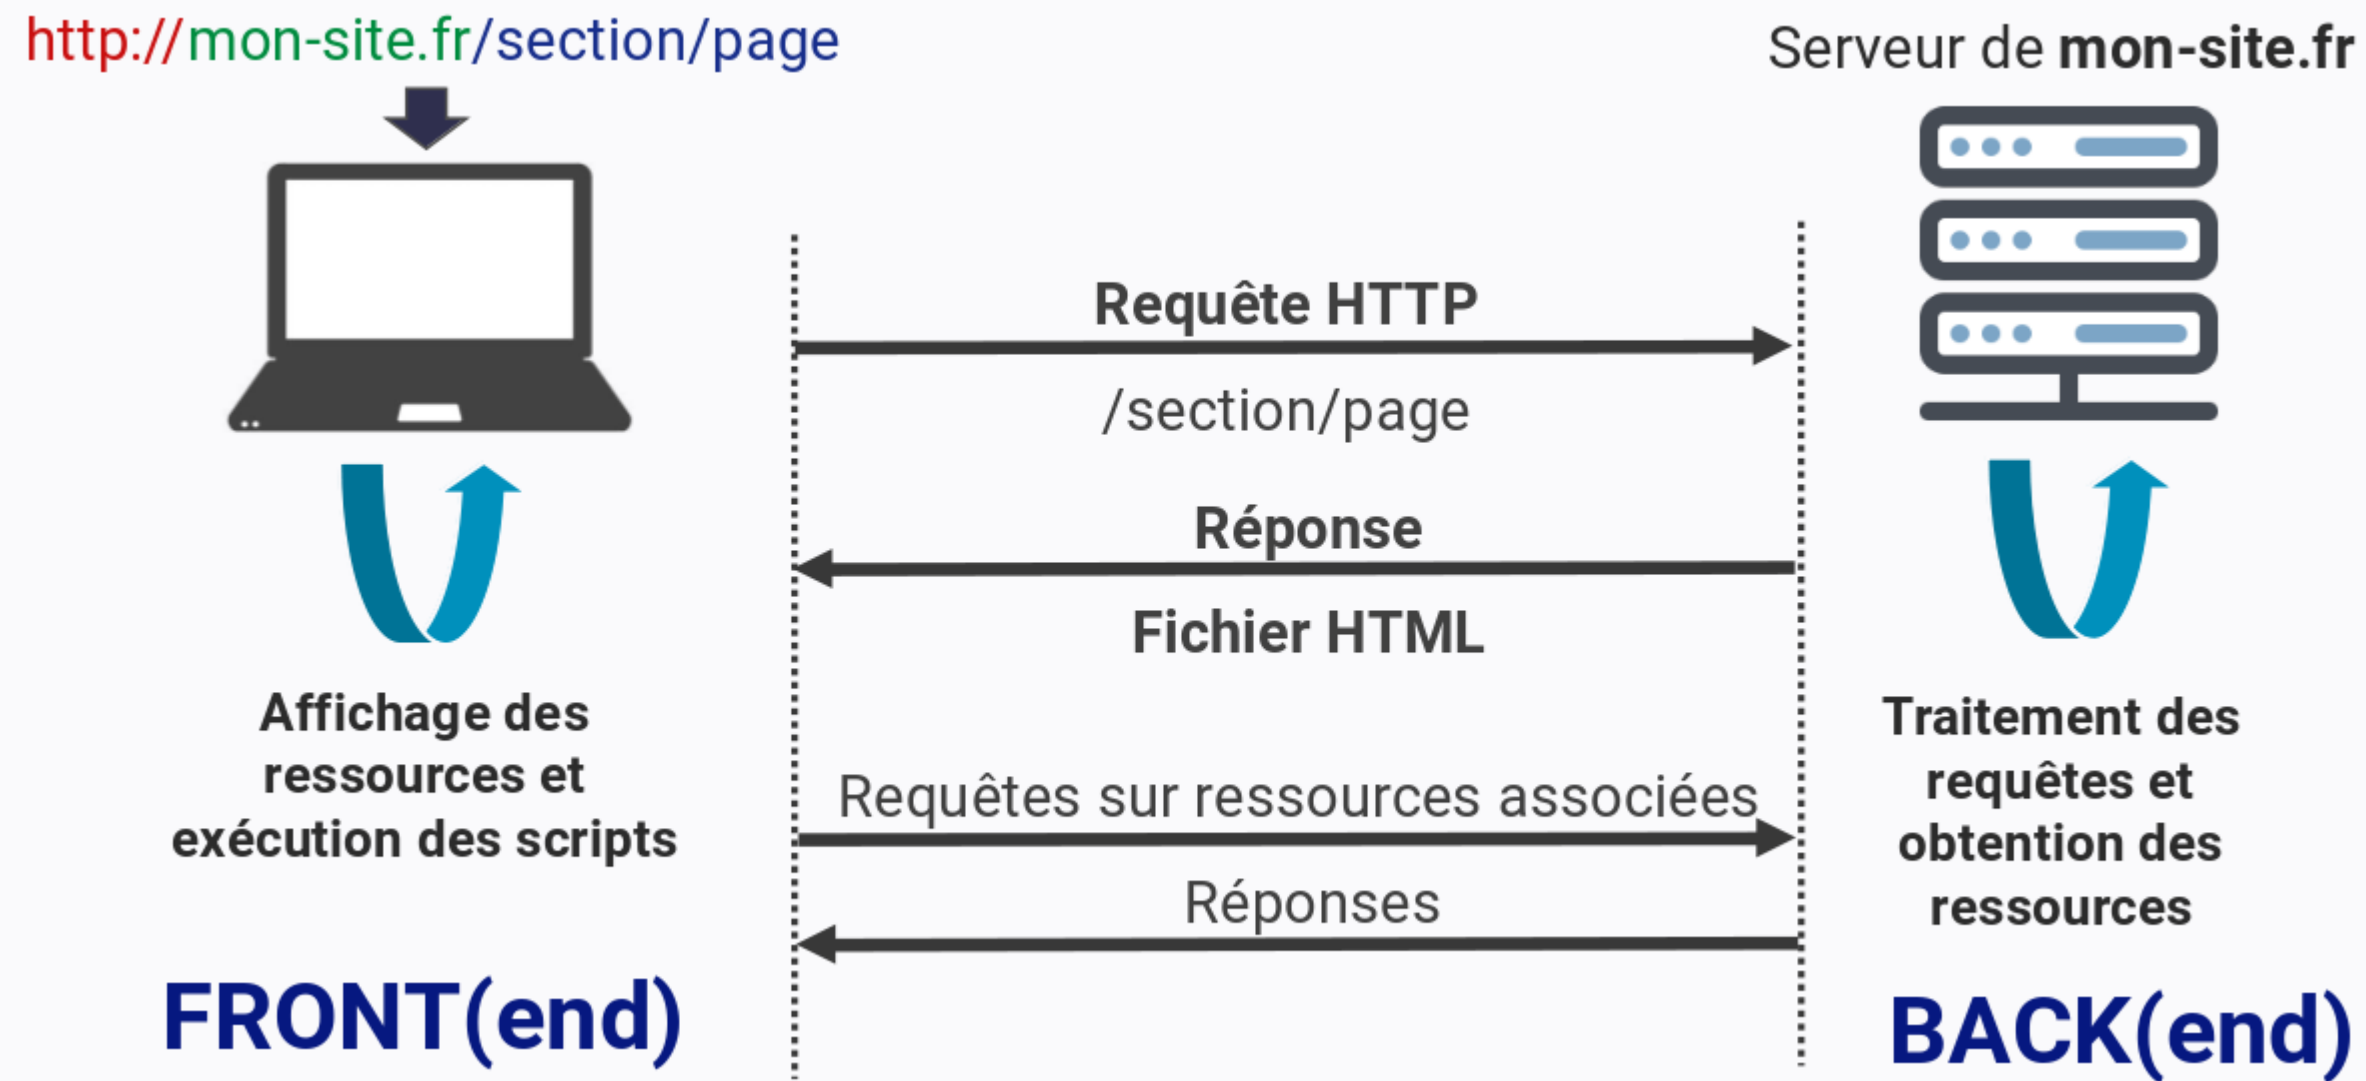 http://mon-site.fr/section/page
Serveur de mon-site.fr
Requête HTTP
/section/page
Réponse
Fichier HTML
Requêtes sur ressources associées
Réponses
Affichage des
ressources et
exécution des scripts
Traitement des
requêtes et
obtention des
ressources
FRONT(end)
BACK(end)